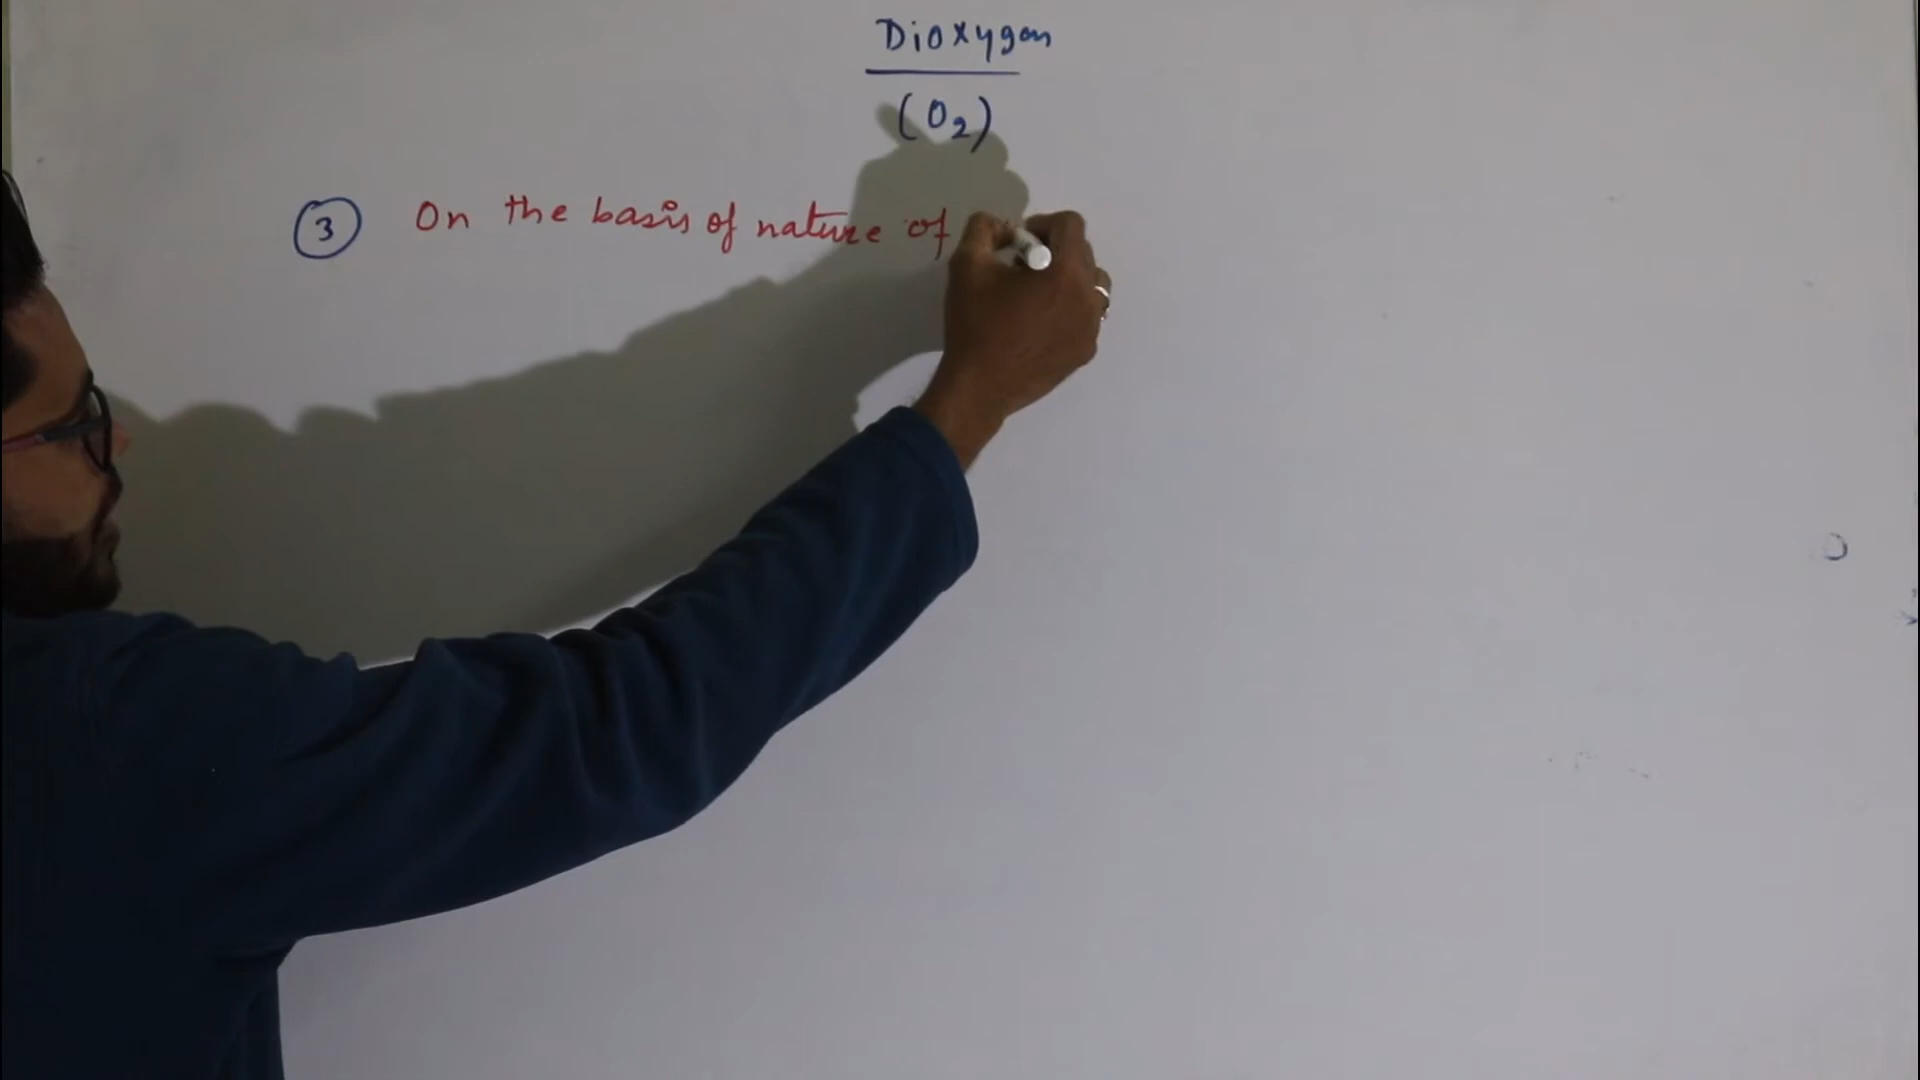 Dioxygen
(O₂)
3 On the basis of nature of